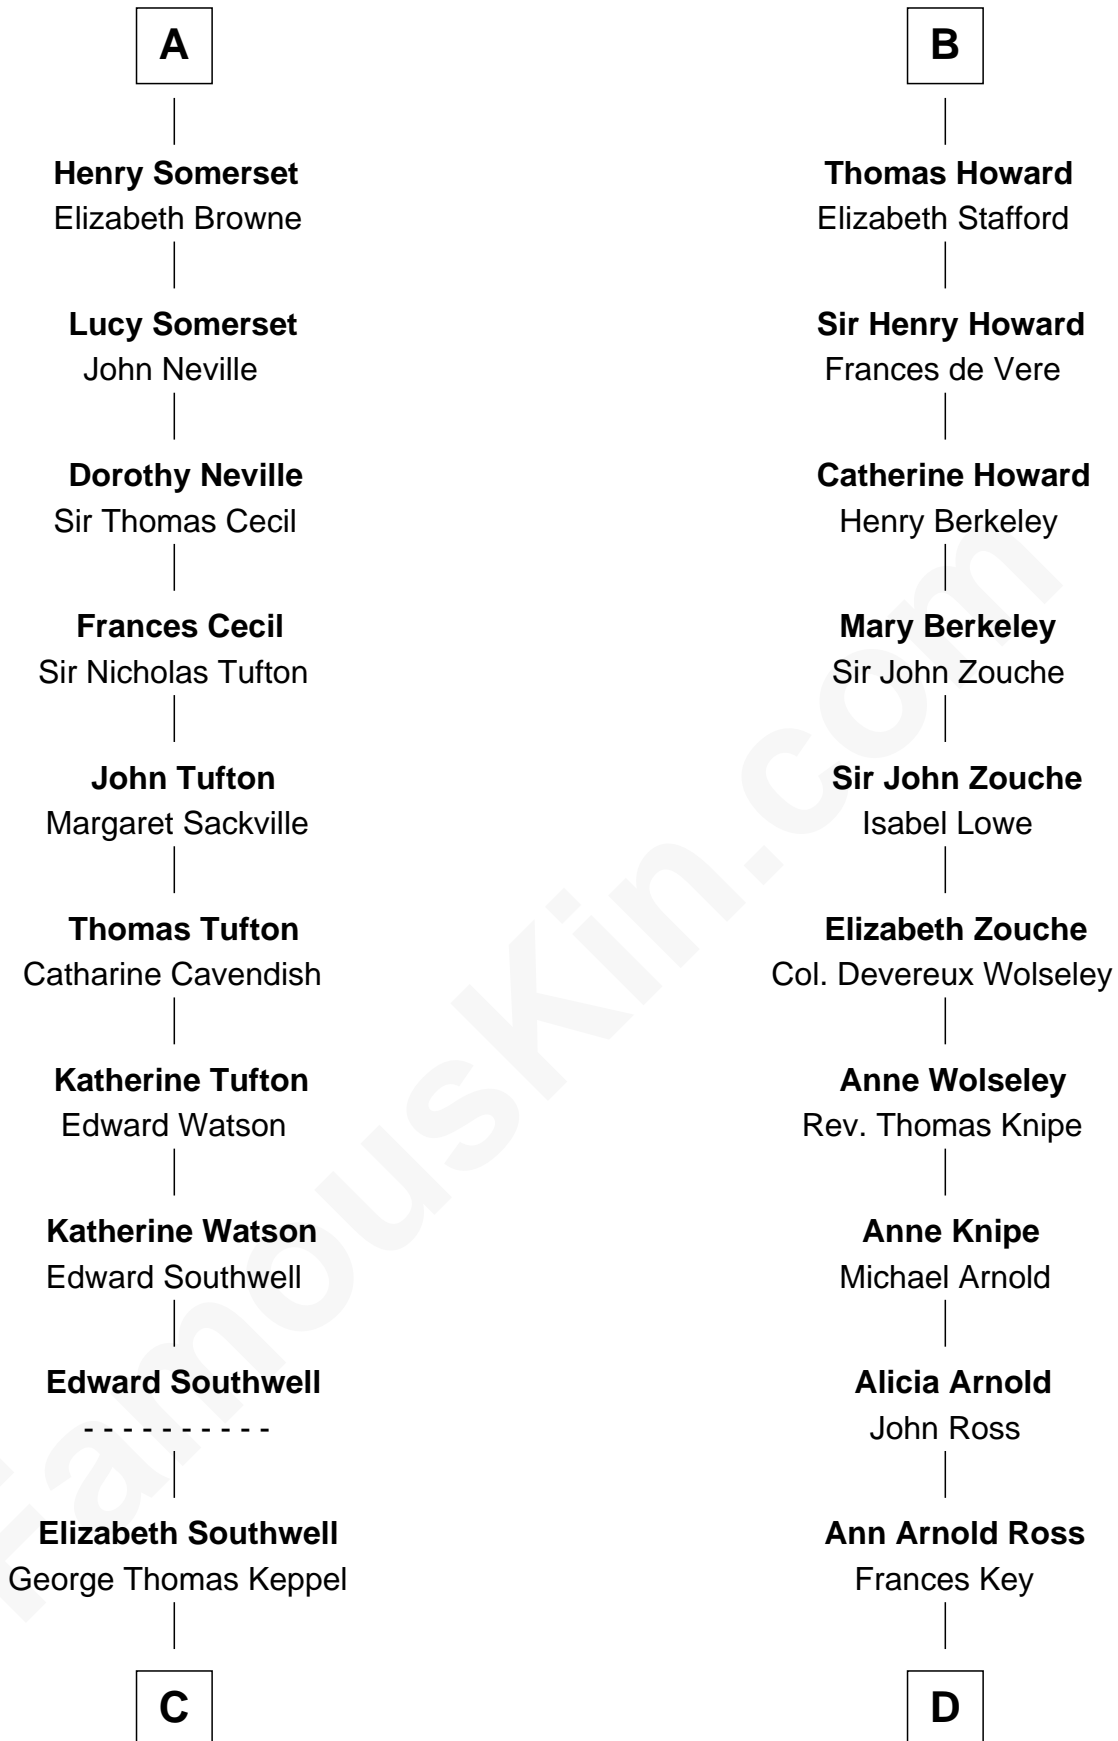 A
Henry Somerset
Elizabeth Browne
Lucy Somerset
John Neville
Dorothy Neville
Sir Thomas Cecil
Frances Cecil
Sir Nicholas Tufton
John Tufton
Margaret Sackville
Thomas Tufton
Catharine Cavendish
Katherine Tufton
Edward Watson
Katherine Watson
Edward Southwell
Edward Southwell
- - - - - - - - - -
Elizabeth Southwell
George Thomas Keppel
C
B
Thomas Howard
Elizabeth Stafford
Sir Henry Howard
Frances de Vere
Catherine Howard
Henry Berkeley
Mary Berkeley
Sir John Zouche
Sir John Zouche
Isabel Lowe
Elizabeth Zouche
Col. Devereux Wolseley
Anne Wolseley
Rev. Thomas Knipe
Anne Knipe
Michael Arnold
Alicia Arnold
John Ross
Ann Arnold Ross
Frances Key
D
FamousKin.com